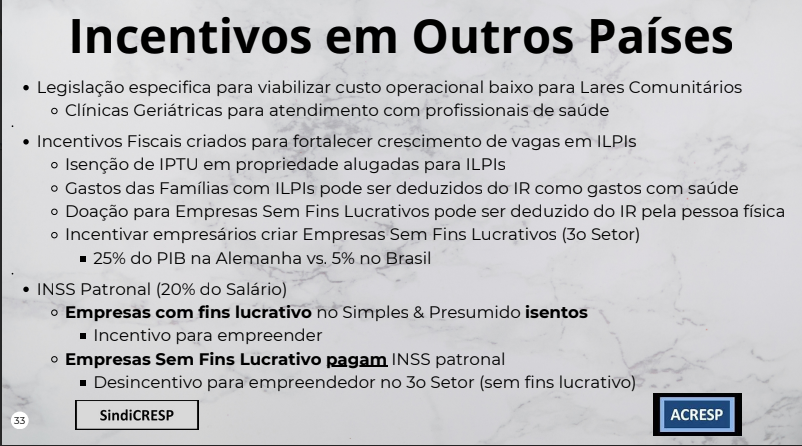 Incentivos em Outros Países
• Legislação especifica para viabilizar custo operacional baixo para Lares Comunitários
◦ Clínicas Geriátricas para atendimento com profissionais de saúde
• Incentivos Fiscais criados para fortalecer crescimento de vagas em ILPIs
◦ Isenção de IPTU em propriedade alugadas para ILPIs
◦ Gastos das Famílias com ILPIs pode ser deduzidos do IR como gastos com saúde
◦ Doação para Empresas Sem Fins Lucrativos pode ser deduzido do IR pela pessoa física
◦ Incentivar empresários criar Empresas Sem Fins Lucrativos (3o Setor)
▪ 25% do PIB na Alemanha vs. 5% no Brasil
• INSS Patronal (20% do Salário)
◦ Empresas com fins lucrativo no Simples & Presumido isentos
▪ Incentivo para empreender
◦ Empresas Sem Fins Lucrativo pagam INSS patronal
▪ Desincentivo para empreendedor no 3o Setor (sem fins lucrativo)
33
SindiCRESP
ACRESP